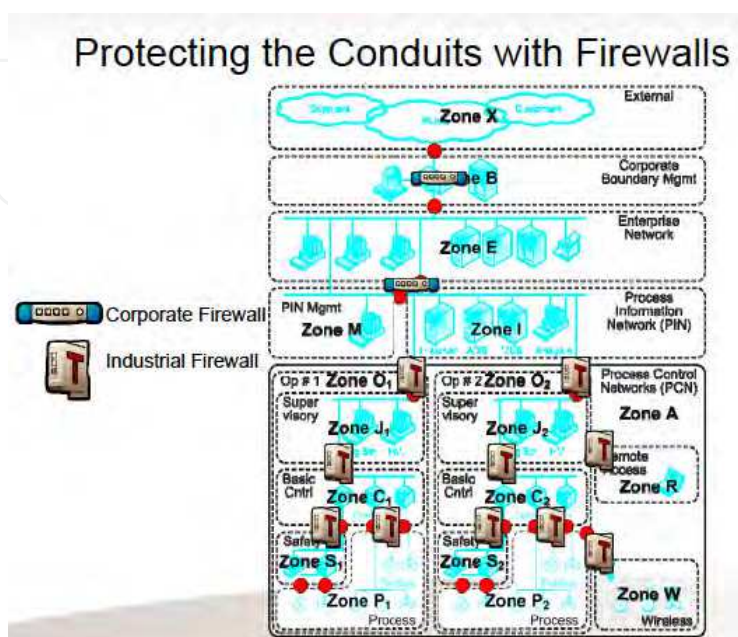 Protecting the Conduits with Firewalls
External
Zone X
Corporate
Boundary Mgmt
B
Enterprise
Network
Zone E
Corporate Firewall
Industrial Firewall
PIN Mgmt
Zone M
Zone I
Process
Information
Network (PIN)
Op # 1 Zone O1
Op # 2 Zone O2
Process Control
Networks (PCN)
Zone A
Super
visory
Zone J1
Super
visory
Zone J2
Access
Zone R
Basic
Cntrl
Zone C1
Basic
Cntrl
Zone C2
Safety
Zone S1
Safety
Zone S2
Zone P1
Process
Zone P2
Process
Zone W
Wireless